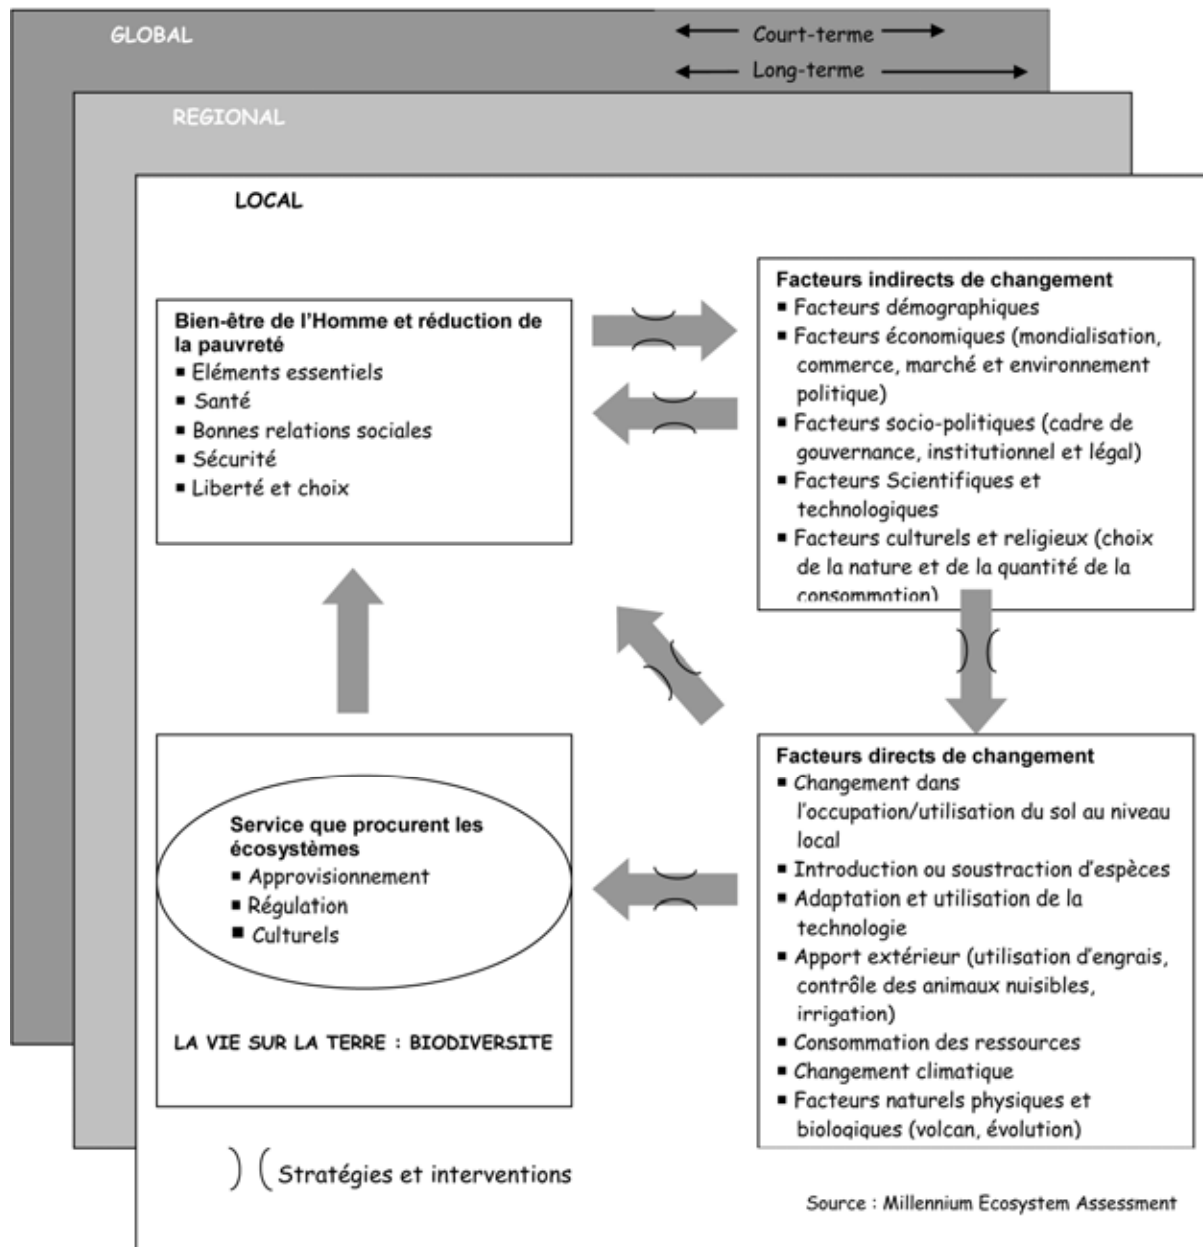 GLOBAL
Court-terme
Long-terme
REGIONAL
LOCAL
Bien-être de l'Homme et réduction de
la pauvreté
▪ Eléments essentiels
▪ Santé
▪ Bonnes relations sociales
▪ Sécurité
▪ Liberté et choix
Facteurs indirects de changement
▪ Facteurs démographiques
▪ Facteurs économiques (mondialisation,
commerce, marché et environnement
politique)
▪ Facteurs socio-politiques (cadre de
gouvernance, institutionnel et légal)
▪ Facteurs Scientifiques et
technologiques
▪ Facteurs culturels et religieux (choix
de la nature et de la quantité de la
consommation)
Service que procurent les
écosystèmes
▪ Approvisionnement
▪ Régulation
▪ Culturels
LA VIE SUR LA TERRE : BIODIVERSITE
Facteurs directs de changement
▪ Changement dans
l'occupation/utilisation du sol au niveau
local
▪ Introduction ou soustraction d'espèces
▪ Adaptation et utilisation de la
technologie
▪ Apport extérieur (utilisation d'engrais,
contrôle des animaux nuisibles,
irrigation)
▪ Consommation des ressources
▪ Changement climatique
▪ Facteurs naturels physiques et
biologiques (volcan, évolution)
Stratégies et interventions
Source : Millennium Ecosystem Assessment